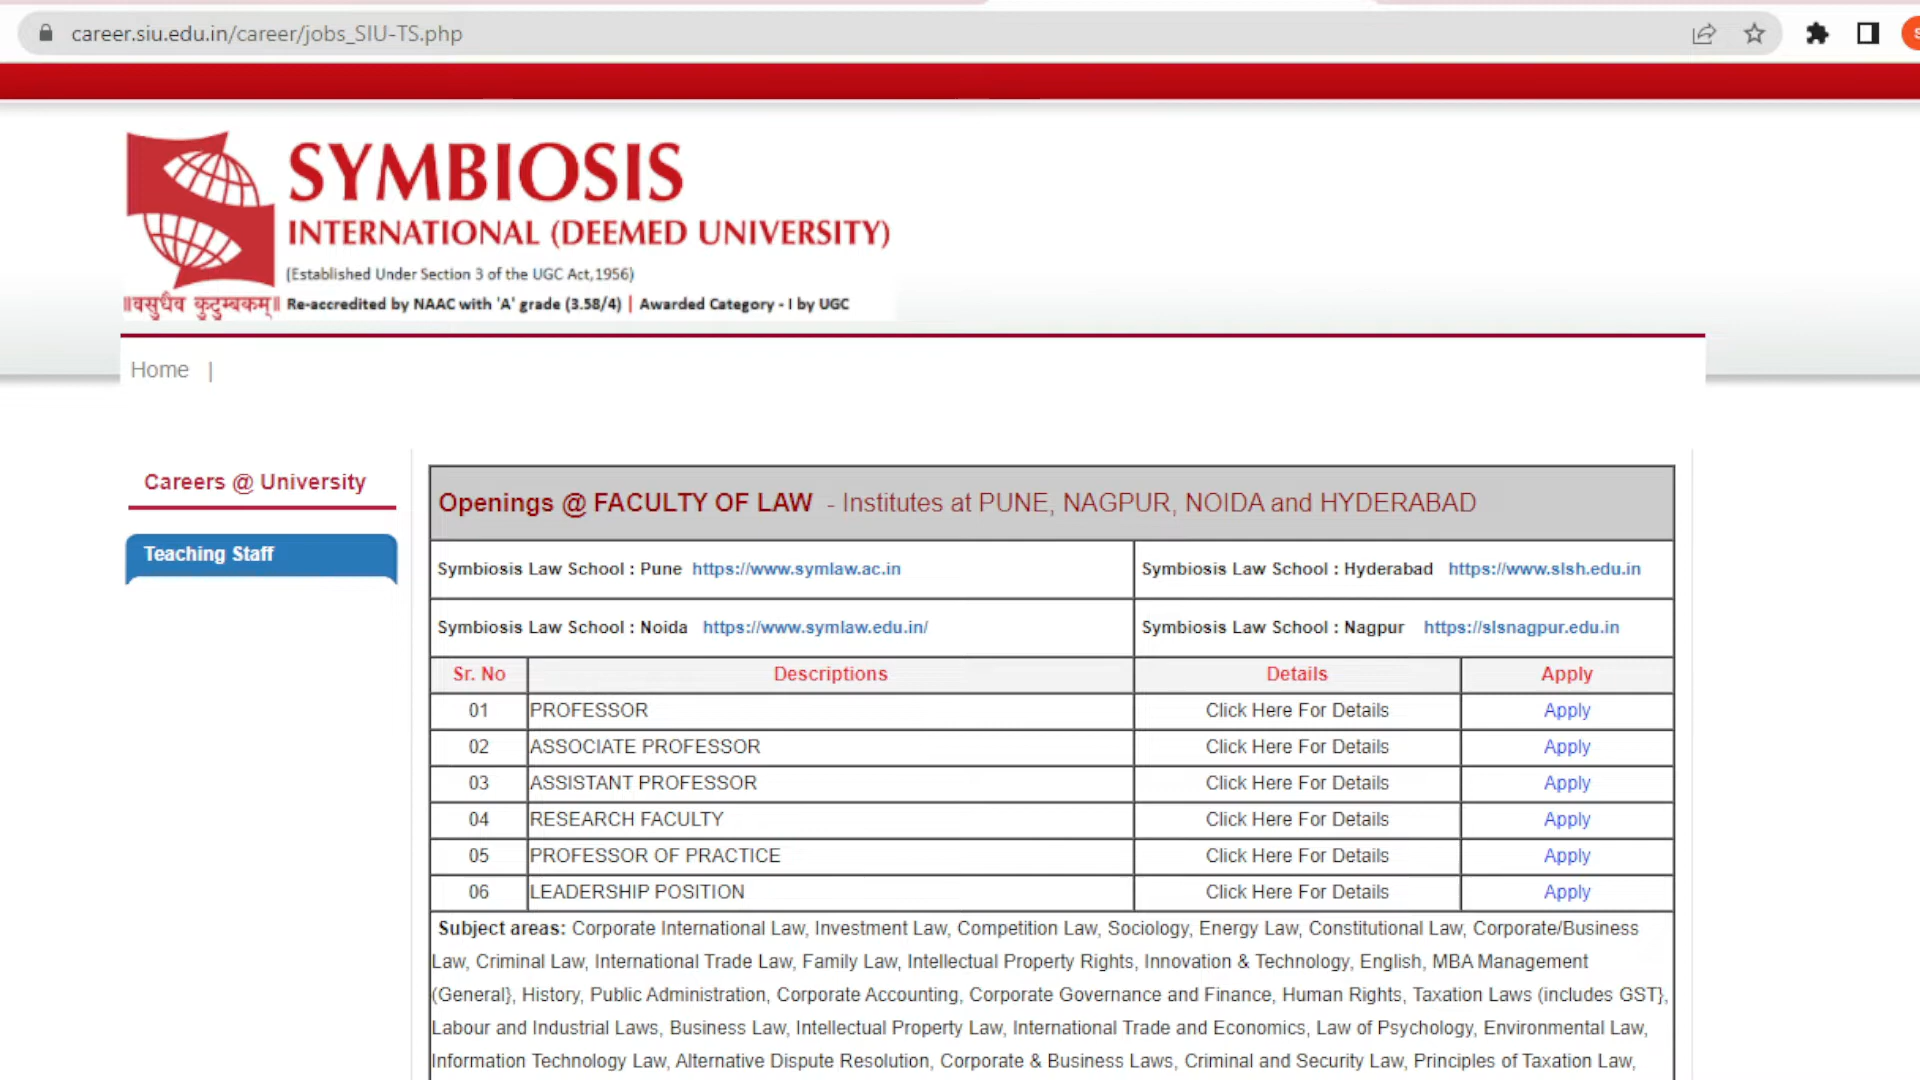 career.siu.edu.in/career/jobs_SIU-TS.php
SYMBIOSIS
INTERNATIONAL (DEEMED UNIVERSITY)
(Established Under Section 3 of the UGC Act,1956)
॥वसुधैव कुटुम्बकम्॥ Re-accredited by NAAC with 'A' grade (3.58/4) | Awarded Category - I by UGC
Home |
Careers @ University
Teaching Staff
Openings @ FACULTY OF LAW - Institutes at PUNE, NAGPUR, NOIDA and HYDERABAD
Symbiosis Law School : Pune https://www.symlaw.ac.in Symbiosis Law School : Hyderabad https://www.slsh.edu.in
Symbiosis Law School : Noida https://www.symlaw.edu.in/ Symbiosis Law School : Nagpur https://slsnagpur.edu.in
Sr. No Descriptions Details Apply
01 PROFESSOR Click Here For Details Apply
02 ASSOCIATE PROFESSOR Click Here For Details Apply
03 ASSISTANT PROFESSOR Click Here For Details Apply
04 RESEARCH FACULTY Click Here For Details Apply
05 PROFESSOR OF PRACTICE Click Here For Details Apply
06 LEADERSHIP POSITION Click Here For Details Apply
Subject areas: Corporate International Law, Investment Law, Competition Law, Sociology, Energy Law, Constitutional Law, Corporate/Business
Law, Criminal Law, International Trade Law, Family Law, Intellectual Property Rights, Innovation & Technology, English, MBA Management
(General}, History, Public Administration, Corporate Accounting, Corporate Governance and Finance, Human Rights, Taxation Laws (includes GST},
Labour and Industrial Laws, Business Law, Intellectual Property Law, International Trade and Economics, Law of Psychology, Environmental Law,
Information Technology Law, Alternative Dispute Resolution, Corporate & Business Laws, Criminal and Security Law, Principles of Taxation Law,